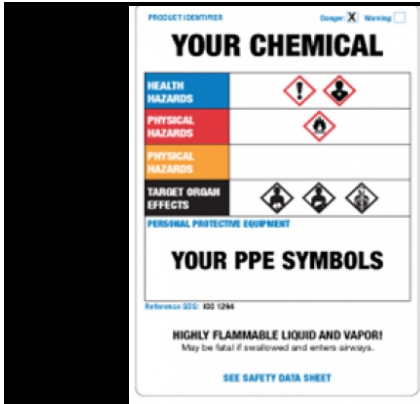 PRODUCT IDENTIFIER Danger: X Warning:
YOUR CHEMICAL
HEALTH
HAZARDS
PHYSICAL
HAZARDS
PHYSICAL
HAZARDS
TARGET ORGAN
EFFECTS
PERSONAL PROTECTIVE EQUIPMENT
YOUR PPE SYMBOLS
Reference SDS: ICC 1294
HIGHLY FLAMMABLE LIQUID AND VAPOR!
May be fatal if swallowed and enters airways.
SEE SAFETY DATA SHEET